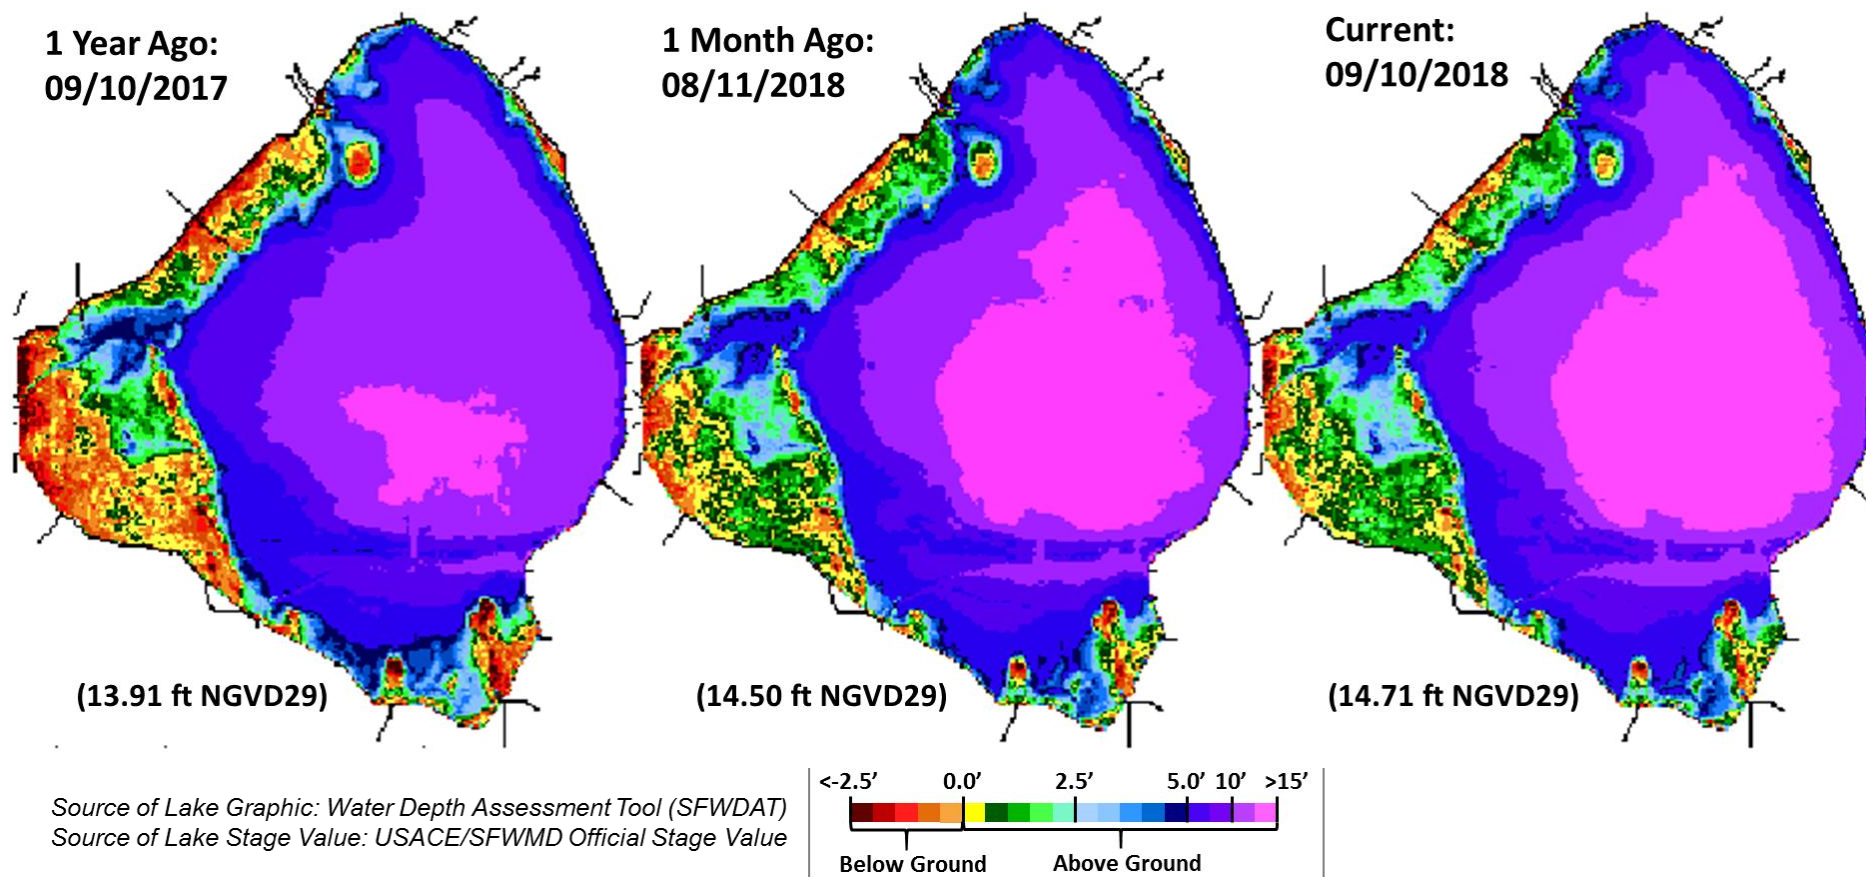 1 Year Ago:
09/10/2017
1 Month Ago:
08/11/2018
Current:
09/10/2018
(13.91 ft NGVD29)
(14.50 ft NGVD29)
(14.71 ft NGVD29)
<-2.5’ 0.0’ 2.5’ 5.0’ 10’ >15’
Below Ground Above Ground
Source of Lake Graphic: Water Depth Assessment Tool (SFWDAT)
Source of Lake Stage Value: USACE/SFWMD Official Stage Value